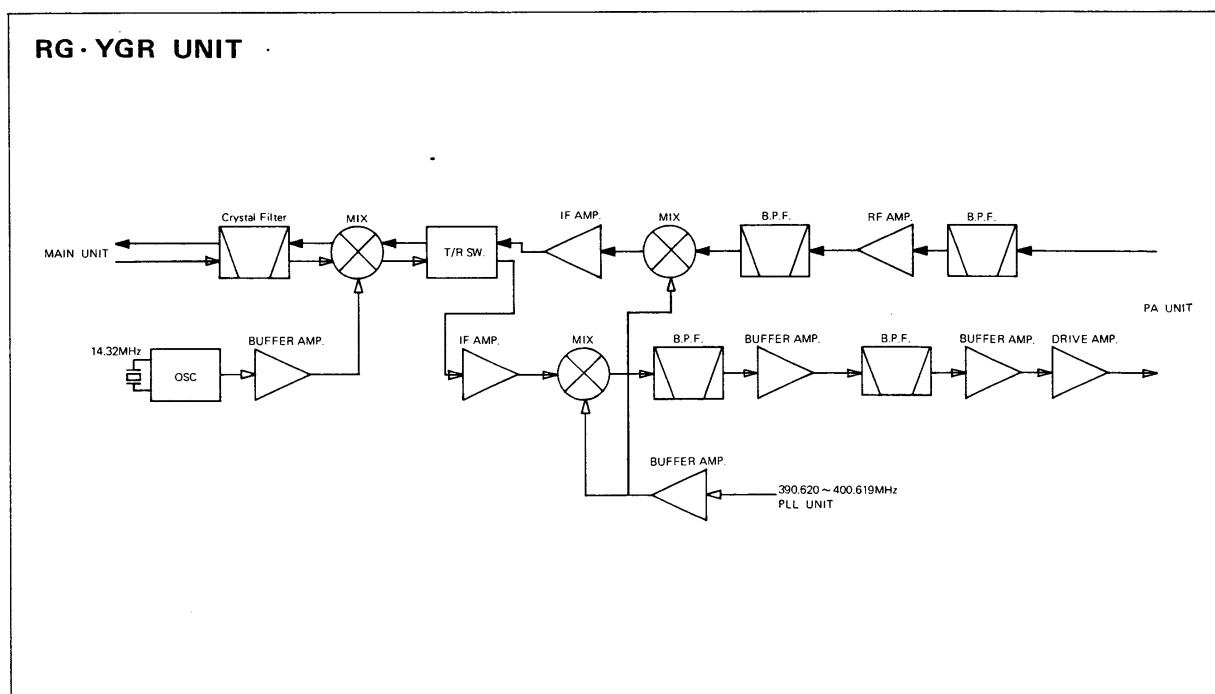 RG·YGR UNIT
Crystal Filter
MIX
IF AMP.
MIX
B.P.F.
RF AMP.
B.P.F.
MAIN UNIT
T/R SW.
PA UNIT
14.32MHz
OSC
BUFFER AMP.
IF AMP.
MIX
B.P.F.
BUFFER AMP.
B.P.F.
BUFFER AMP.
DRIVE AMP.
BUFFER AMP.
390.620~400.619MHz
PLL UNIT